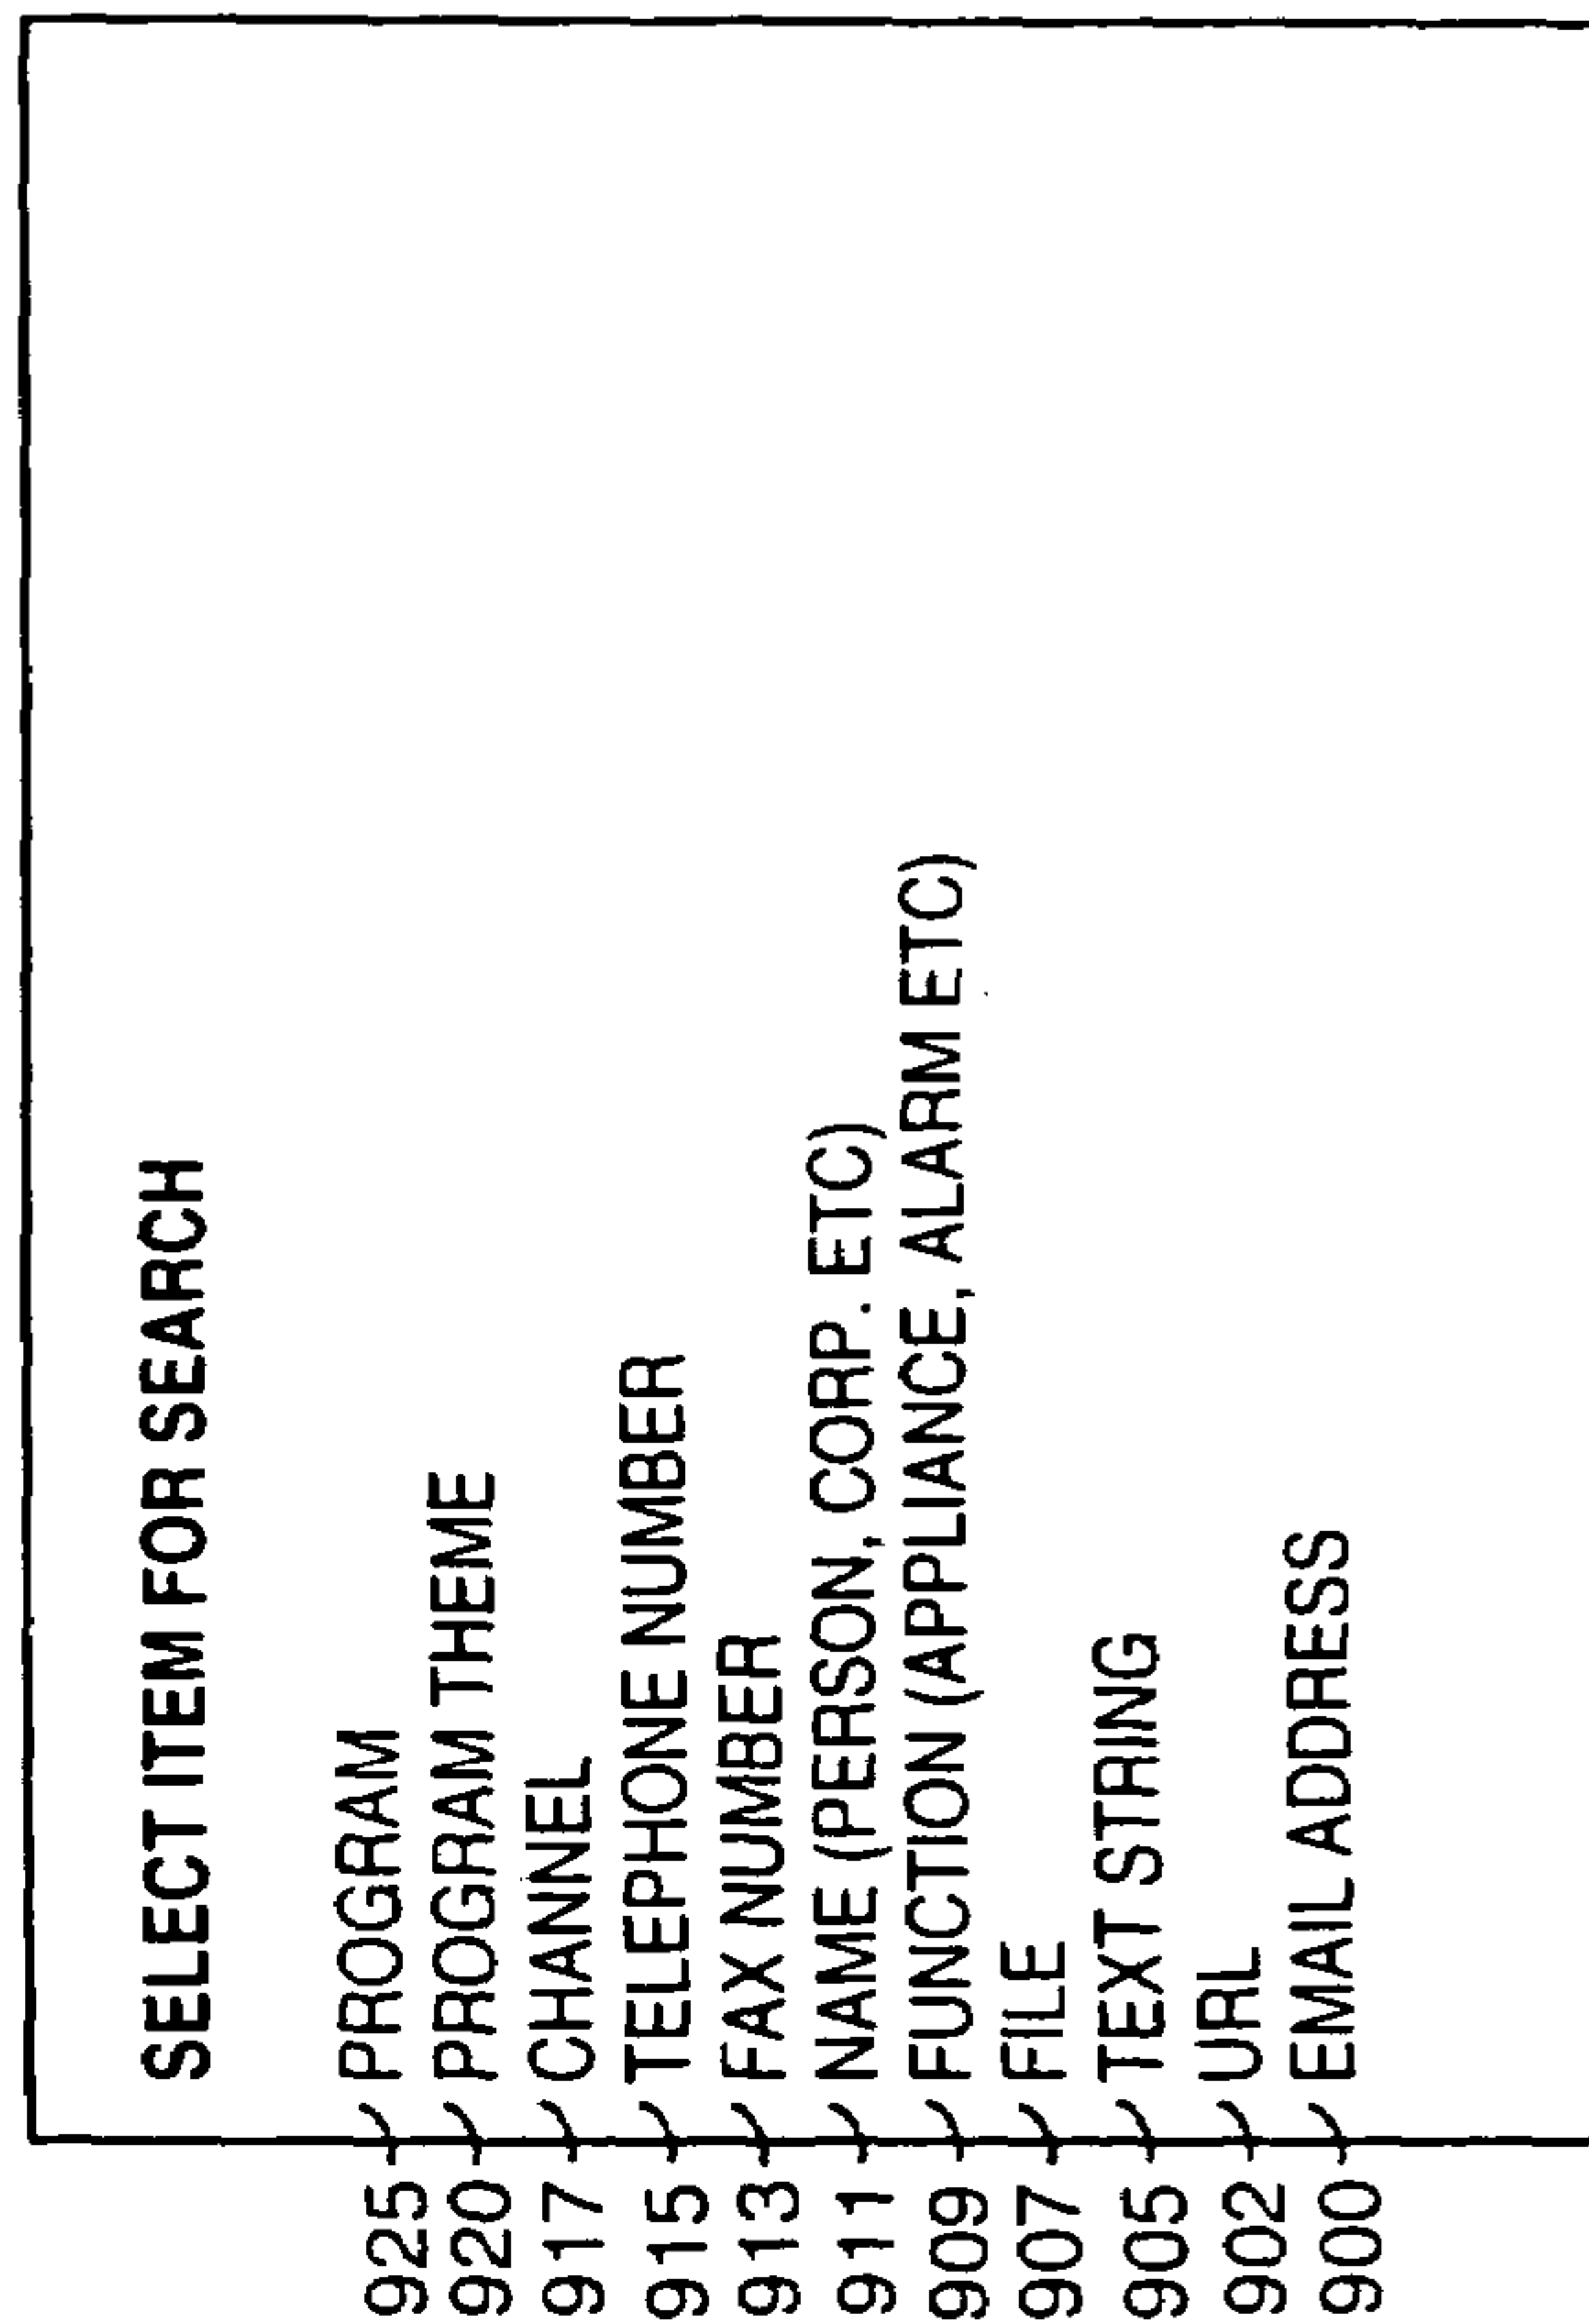 SELECT ITEM FOR SEARCH
925 PROGRAM
920 PROGRAM THEME
917 CHANNEL
915 TELEPHONE NUMBER
913 FAX NUMBER
911 NAME (PERSON, CORP. ETC)
909 FUNCTION (APPLIANCE, ALARM ETC)
907 FILE
905 TEXT STRING
902 URL
900 EMAIL ADDRESS